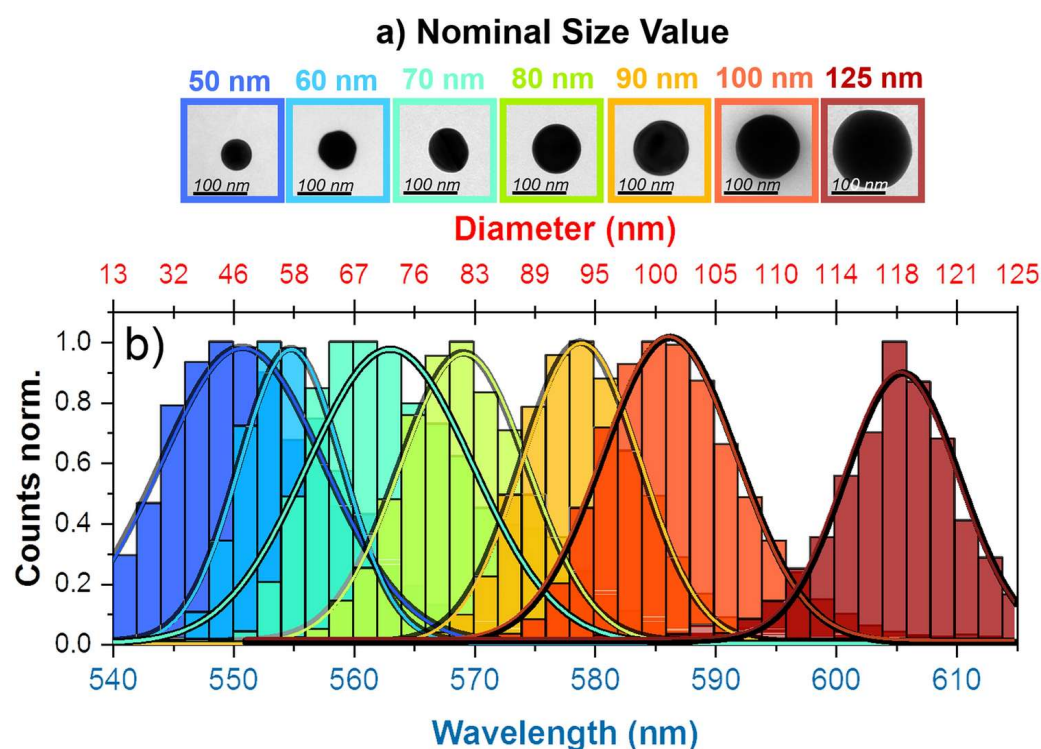 a) Nominal Size Value
50 nm 60 nm 70 nm 80 nm 90 nm 100 nm 125 nm
100 nm 100 nm 100 nm 100 nm 100 nm 100 nm 100 nm
Diameter (nm)
13 32 46 58 67 76 83 89 95 100 105 110 114 118 121 125
b)
Counts norm.
1.0
0.8
0.6
0.4
0.2
0.0
540 550 560 570 580 590 600 610
Wavelength (nm)